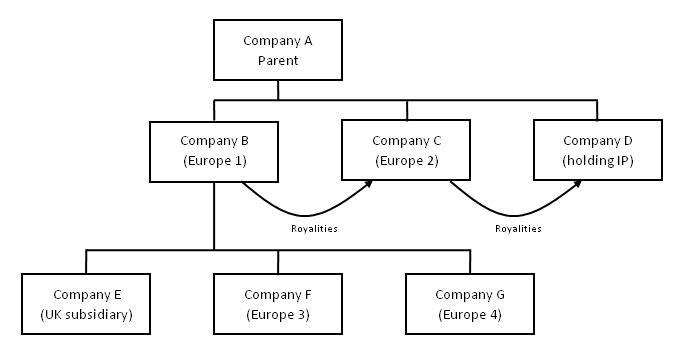 Company A
Parent
Company B
(Europe 1)
Company C
(Europe 2)
Company D
(holding IP)
Royalities
Royalities
Company E
(UK subsidiary)
Company F
(Europe 3)
Company G
(Europe 4)